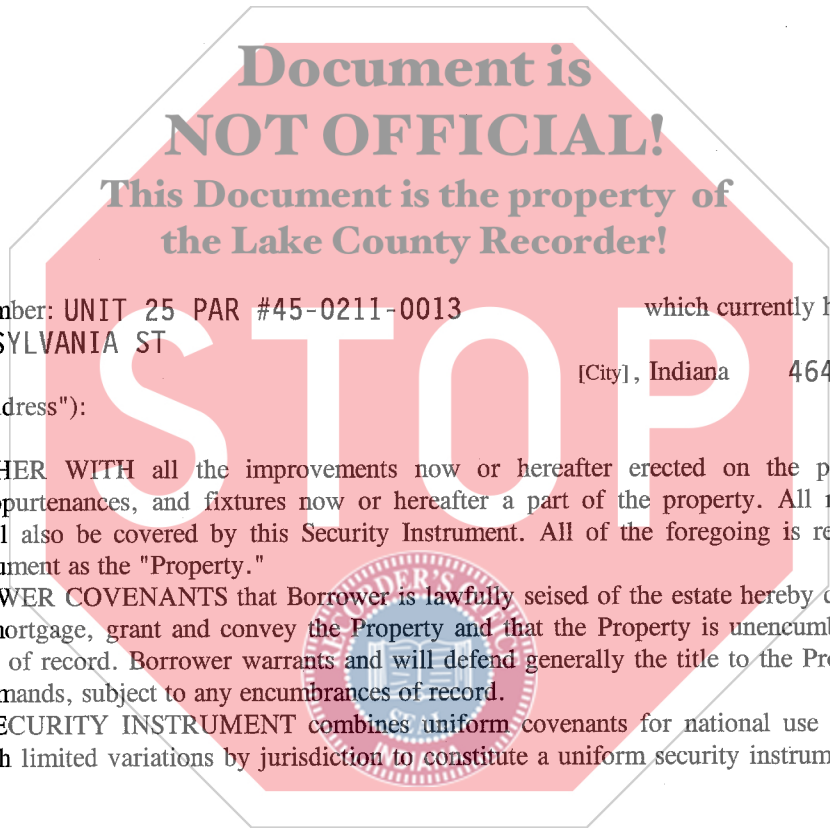 Document is
NOT OFFICIAL!
This Document is the property of
the Lake County Recorder!
mber: UNIT 25 PAR #45-0211-0013 which currently h
SYLVANIA ST
[City], Indiana 464
dress"):
STOP
HER WITH all the improvements now or hereafter erected on the p
ppurtenances, and fixtures now or hereafter a part of the property. All r
l also be covered by this Security Instrument. All of the foregoing is re
ument as the "Property."
WER COVENANTS that Borrower is lawfully seised of the estate hereby c
nortgage, grant and convey the Property and that the Property is unencumb
of record. Borrower warrants and will defend generally the title to the Pro
mands, subject to any encumbrances of record.
ECURITY INSTRUMENT combines uniform covenants for national use
h limited variations by jurisdiction to constitute a uniform security instrum
RECORDER'S OFFICE
SEAL
INDIANA